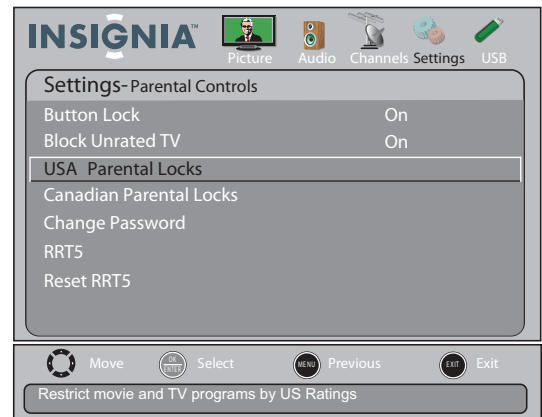 INSIGNIA™
Picture Audio Channels Settings USB
Settings-Parental Controls
Button Lock On
Block Unrated TV On
USA Parental Locks
Canadian Parental Locks
Change Password
RRT5
Reset RRT5
Move OK ENTER Select MENU Previous EXIT Exit
Restrict movie and TV programs by US Ratings